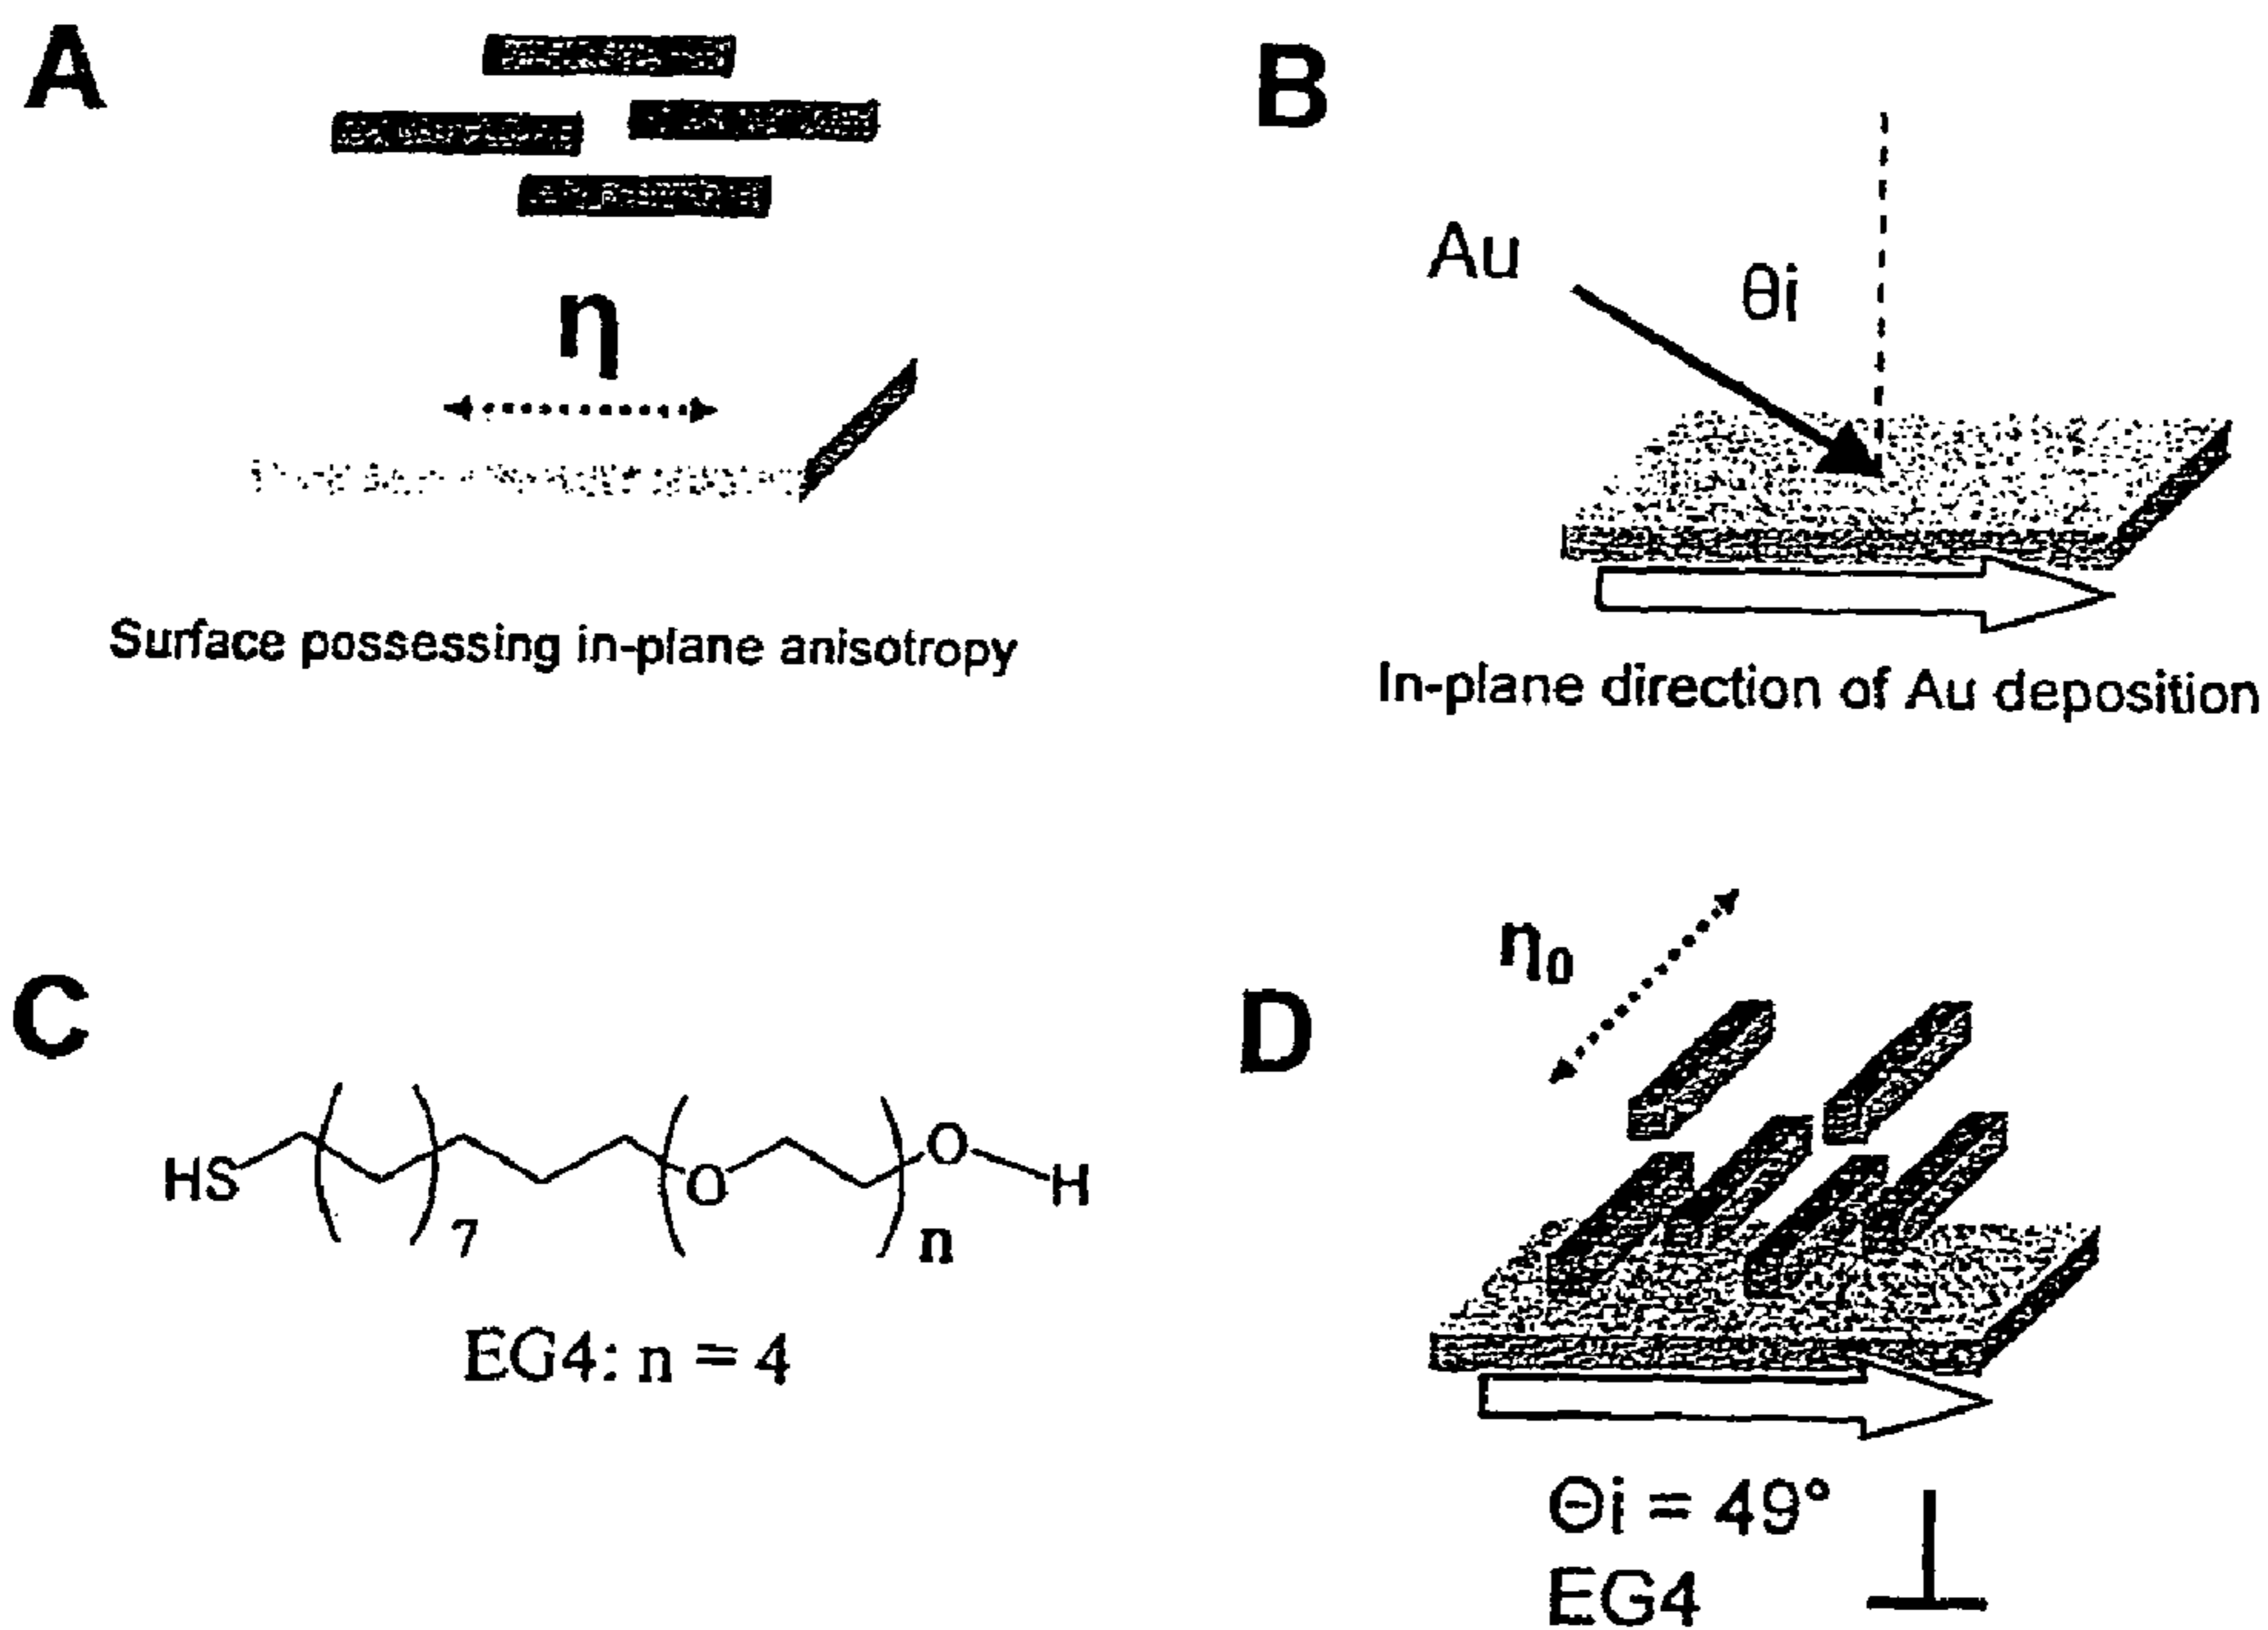 A
η
Surface possessing in-plane anisotropy
B
Au
θi
In-plane direction of Au deposition
C
HS
7
O
n
O
H
EG4: n = 4
D
η0
Θi = 49°
EG4
⊥